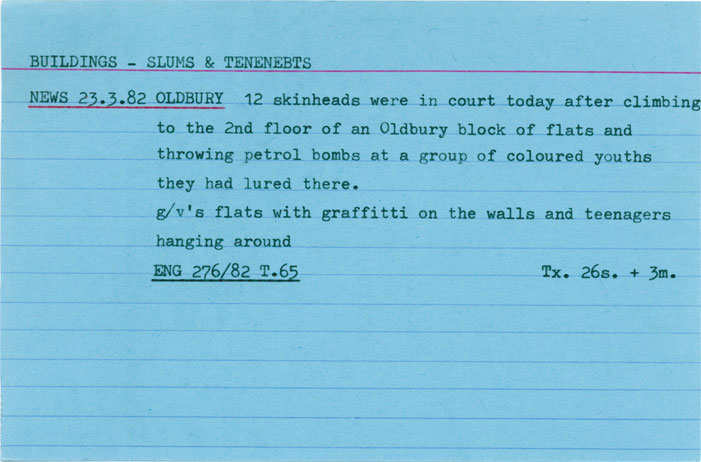 BUILDINGS - SLUMS & TENENEBTS
NEWS 23.3.82 OLDBURY 12 skinheads were in court today after climbing
to the 2nd floor of an Oldbury block of flats and
throwing petrol bombs at a group of coloured youths
they had lured there.
g/v's flats with graffitti on the walls and teenagers
hanging around
ENG 276/82 T.65 Tx. 26s. + 3m.